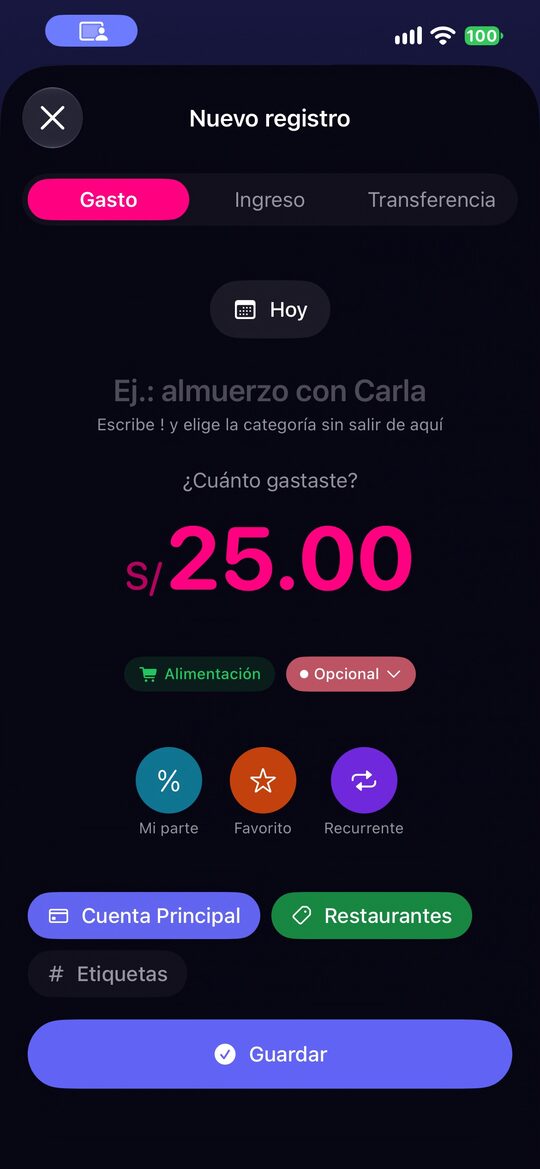 100
Nuevo registro
Gasto Ingreso Transferencia
Hoy
Ej.: almuerzo con Carla
Escribe ! y elige la categoría sin salir de aquí
¿Cuánto gastaste?
S/25.00
Alimentación Opcional
%
Mi parte Favorito Recurrente
Cuenta Principal Restaurantes
# Etiquetas
Guardar